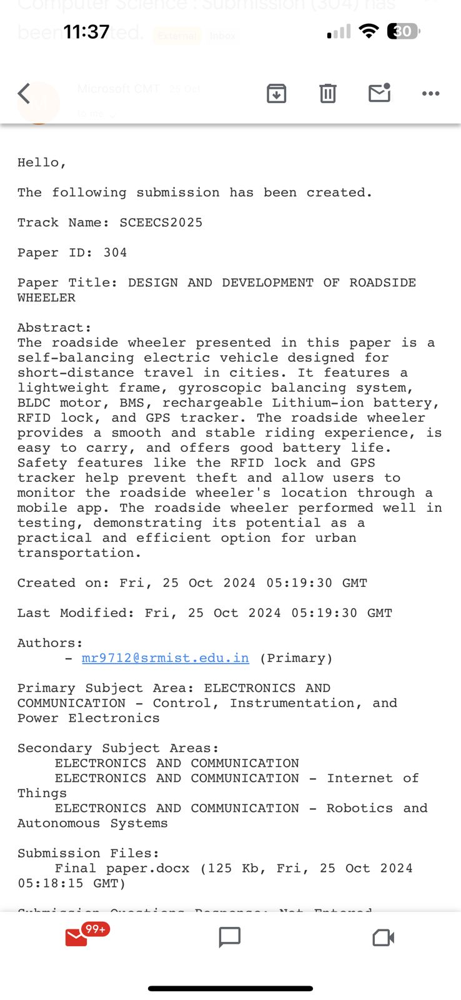 Computer Science : Submission (304) has
11:37
30
External
Inbox
Microsoft CMT 25 Oct
to me
Hello,
The following submission has been created.
Track Name: SCEECS2025
Paper ID: 304
Paper Title: DESIGN AND DEVELOPMENT OF ROADSIDE
WHEELER
Abstract:
The roadside wheeler presented in this paper is a
self-balancing electric vehicle designed for
short-distance travel in cities. It features a
lightweight frame, gyroscopic balancing system,
BLDC motor, BMS, rechargeable Lithium-ion battery,
RFID lock, and GPS tracker. The roadside wheeler
provides a smooth and stable riding experience, is
easy to carry, and offers good battery life.
Safety features like the RFID lock and GPS
tracker help prevent theft and allow users to
monitor the roadside wheeler's location through a
mobile app. The roadside wheeler performed well in
testing, demonstrating its potential as a
practical and efficient option for urban
transportation.
Created on: Fri, 25 Oct 2024 05:19:30 GMT
Last Modified: Fri, 25 Oct 2024 05:19:30 GMT
Authors:
- mr9712@srmist.edu.in (Primary)
Primary Subject Area: ELECTRONICS AND
COMMUNICATION - Control, Instrumentation, and
Power Electronics
Secondary Subject Areas:
ELECTRONICS AND COMMUNICATION
ELECTRONICS AND COMMUNICATION - Internet of
Things
ELECTRONICS AND COMMUNICATION - Robotics and
Autonomous Systems
Submission Files:
Final paper.docx (125 Kb, Fri, 25 Oct 2024
05:18:15 GMT)
Submission Questions Response: Not Entered
99+